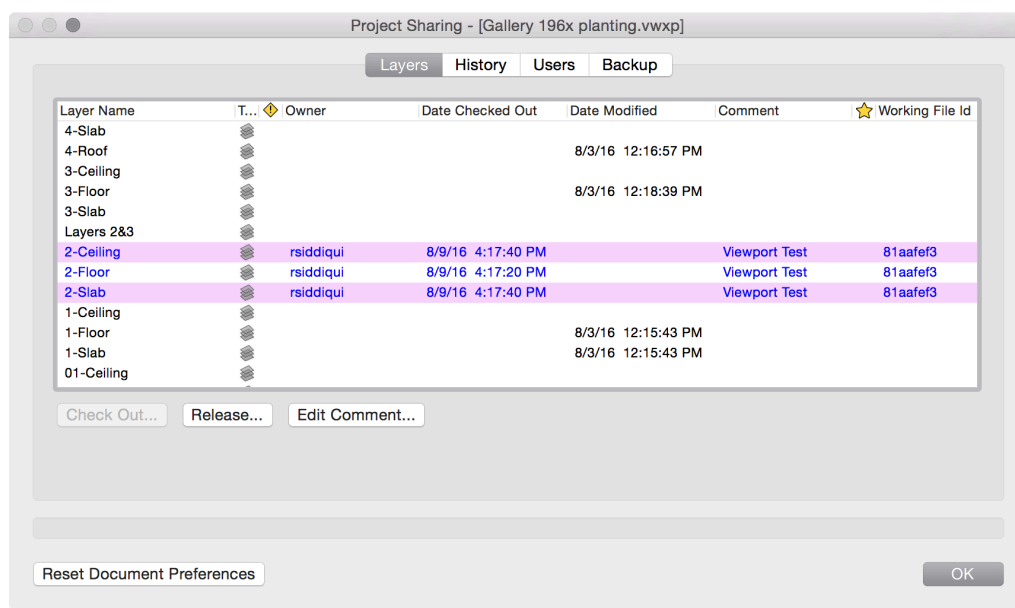 Project Sharing - [Gallery 196x planting.vwxp]
Layers History Users Backup
Layer Name T... Owner Date Checked Out Date Modified Comment Working File Id
4-Slab
4-Roof 8/3/16 12:16:57 PM
3-Ceiling
3-Floor 8/3/16 12:18:39 PM
3-Slab
Layers 2&3
2-Ceiling rsiddiqui 8/9/16 4:17:40 PM Viewport Test 81aafef3
2-Floor rsiddiqui 8/9/16 4:17:20 PM Viewport Test 81aafef3
2-Slab rsiddiqui 8/9/16 4:17:40 PM Viewport Test 81aafef3
1-Ceiling
1-Floor 8/3/16 12:15:43 PM
1-Slab 8/3/16 12:15:43 PM
01-Ceiling
Check Out... Release... Edit Comment...
Reset Document Preferences OK